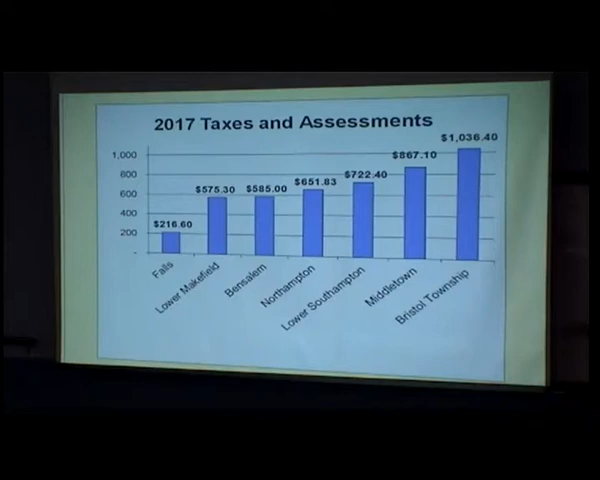 2017 Taxes and Assessments
$1,036.40
1,000
$867.10
800
$722.40
$651.83
600
$575.30
$585.00
400
$216.60
200
-
Falls
Lower Makefield
Bensalem
Northampton
Lower Southampton
Middletown
Bristol Township